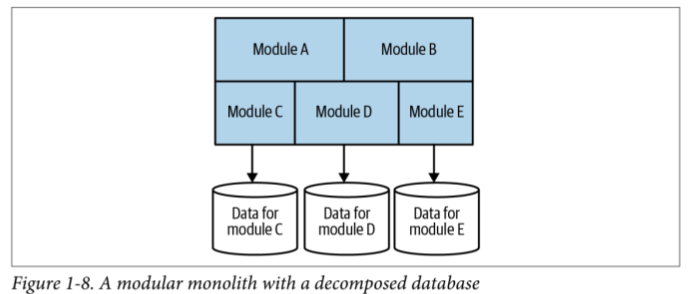 Module A
Module B
Module C
Module D
Module E
Data for
module C
Data for
module D
Data for
module E
Figure 1-8. A modular monolith with a decomposed database